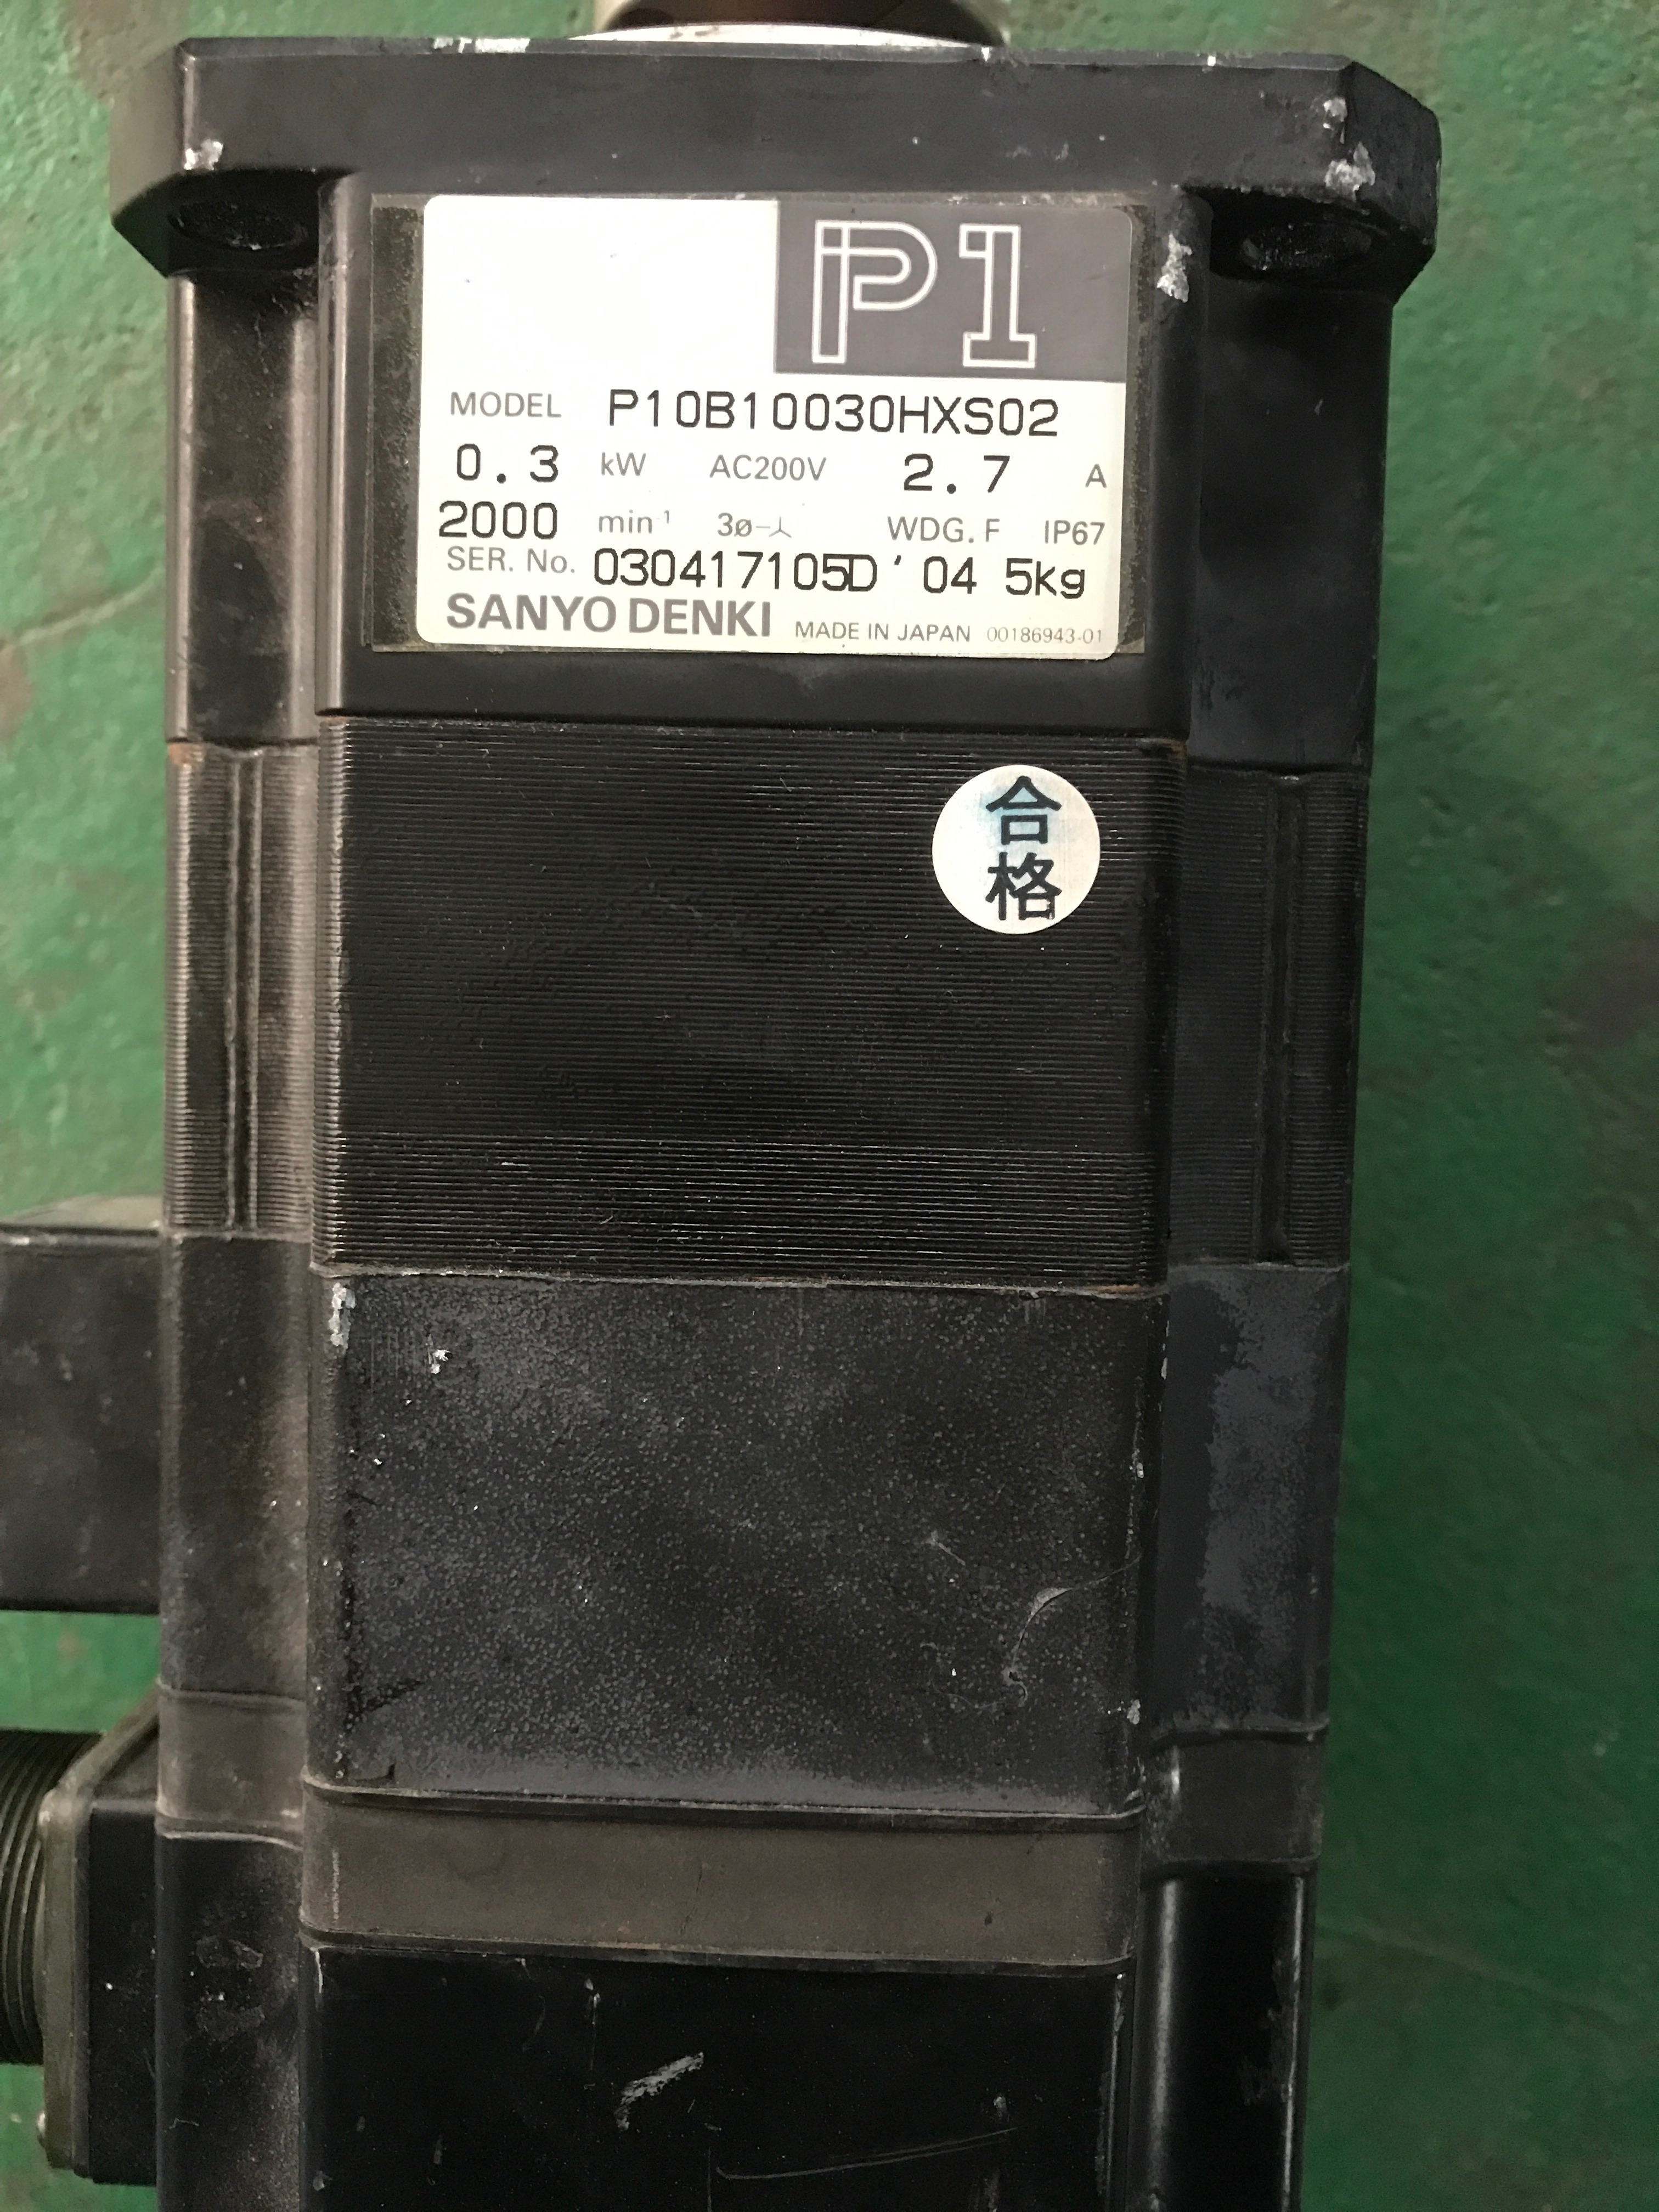 P1
MODEL P10B10030HXS02
0.3 kW AC200V 2.7 A
2000 min⁻¹ 3ø-⅄ WDG. F IP67
SER. No. 030417105D '04 5kg
SANYO DENKI MADE IN JAPAN 00186943-01
合
格